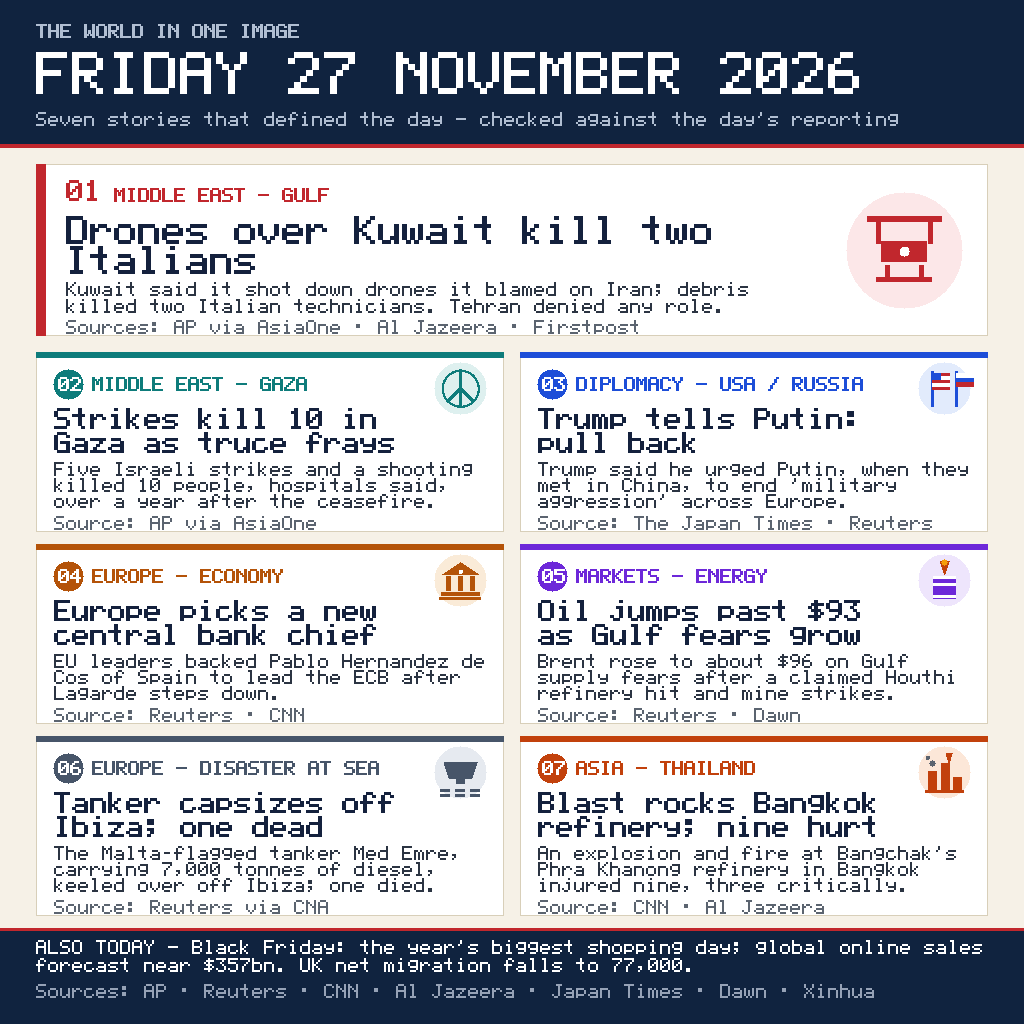 THE WORLD IN ONE IMAGE
FRIDAY 27 NOVEMBER 2026
Seven stories that defined the day – checked against the day's reporting
01 MIDDLE EAST – GULF
Drones over Kuwait kill two
Italians
Kuwait said it shot down drones it blamed on Iran; debris
killed two Italian technicians. Tehran denied any role.
Sources: AP via AsiaOne · Al Jazeera · Firstpost
02 MIDDLE EAST – GAZA
Strikes kill 10 in
Gaza as truce frays
Five Israeli strikes and a shooting
killed 10 people, hospitals said,
over a year after the ceasefire.
Source: AP via AsiaOne
03 DIPLOMACY – USA / RUSSIA
Trump tells Putin:
pull back
Trump said he urged Putin, when they
met in China, to end 'military
aggression' across Europe.
Source: The Japan Times · Reuters
04 EUROPE – ECONOMY
Europe picks a new
central bank chief
EU leaders backed Pablo Hernandez de
Cos of Spain to lead the ECB after
Lagarde steps down.
Source: Reuters · CNN
05 MARKETS – ENERGY
Oil jumps past $93
as Gulf fears grow
Brent rose to about $96 on Gulf
supply fears after a claimed Houthi
refinery hit and mine strikes.
Source: Reuters · Dawn
06 EUROPE – DISASTER AT SEA
Tanker capsizes off
Ibiza; one dead
The Malta-flagged tanker Med Emre,
carrying 7,000 tonnes of diesel,
keeled over off Ibiza; one died.
Source: Reuters via CNA
07 ASIA – THAILAND
Blast rocks Bangkok
refinery; nine hurt
An explosion and fire at Bangchak's
Phra Khanong refinery in Bangkok
injured nine, three critically.
Source: CNN · Al Jazeera
ALSO TODAY – Black Friday: the year's biggest shopping day; global online sales
forecast near $357bn. UK net migration falls to 77,000.
Sources: AP · Reuters · CNN · Al Jazeera · Japan Times · Dawn · Xinhua